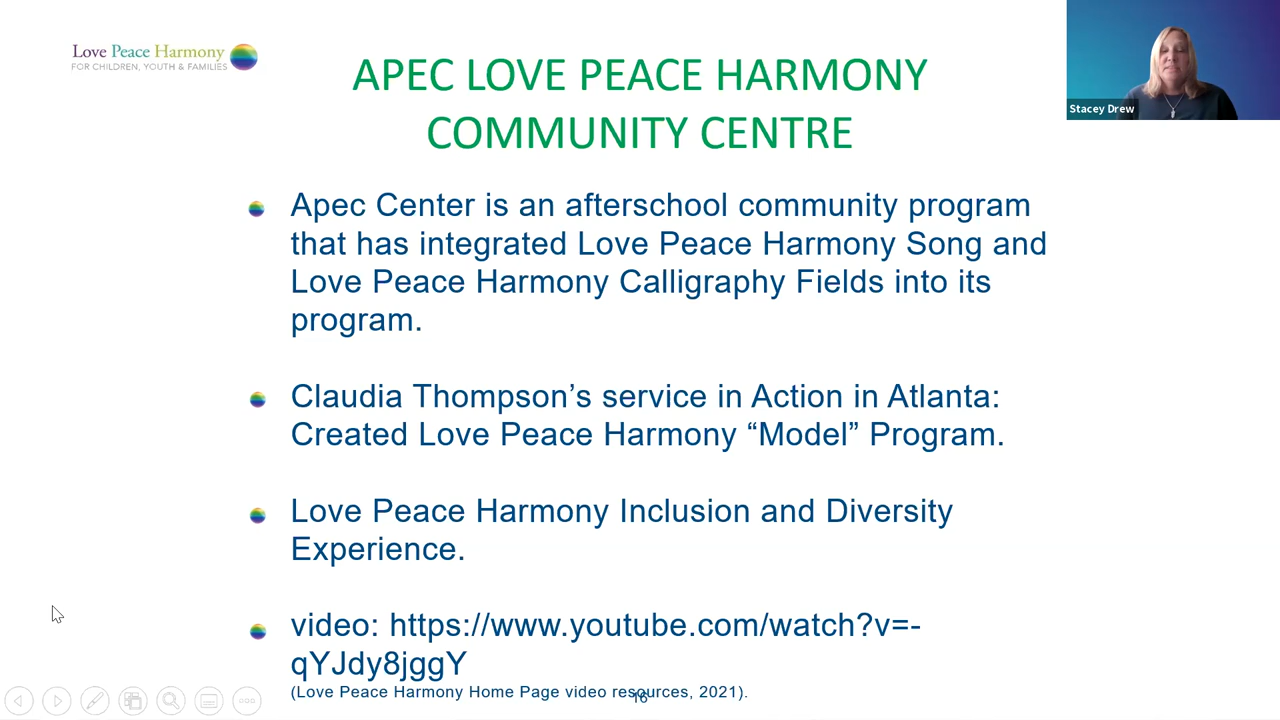 Love Peace Harmony
FOR CHILDREN, YOUTH & FAMILIES
APEC LOVE PEACE HARMONY
COMMUNITY CENTRE
Stacey Drew
Apec Center is an afterschool community program
that has integrated Love Peace Harmony Song and
Love Peace Harmony Calligraphy Fields into its
program.
Claudia Thompson’s service in Action in Atlanta:
Created Love Peace Harmony “Model” Program.
Love Peace Harmony Inclusion and Diversity
Experience.
video: https://www.youtube.com/watch?v=-
qYJdy8jggY
(Love Peace Harmony Home Page video resources, 2021).
16